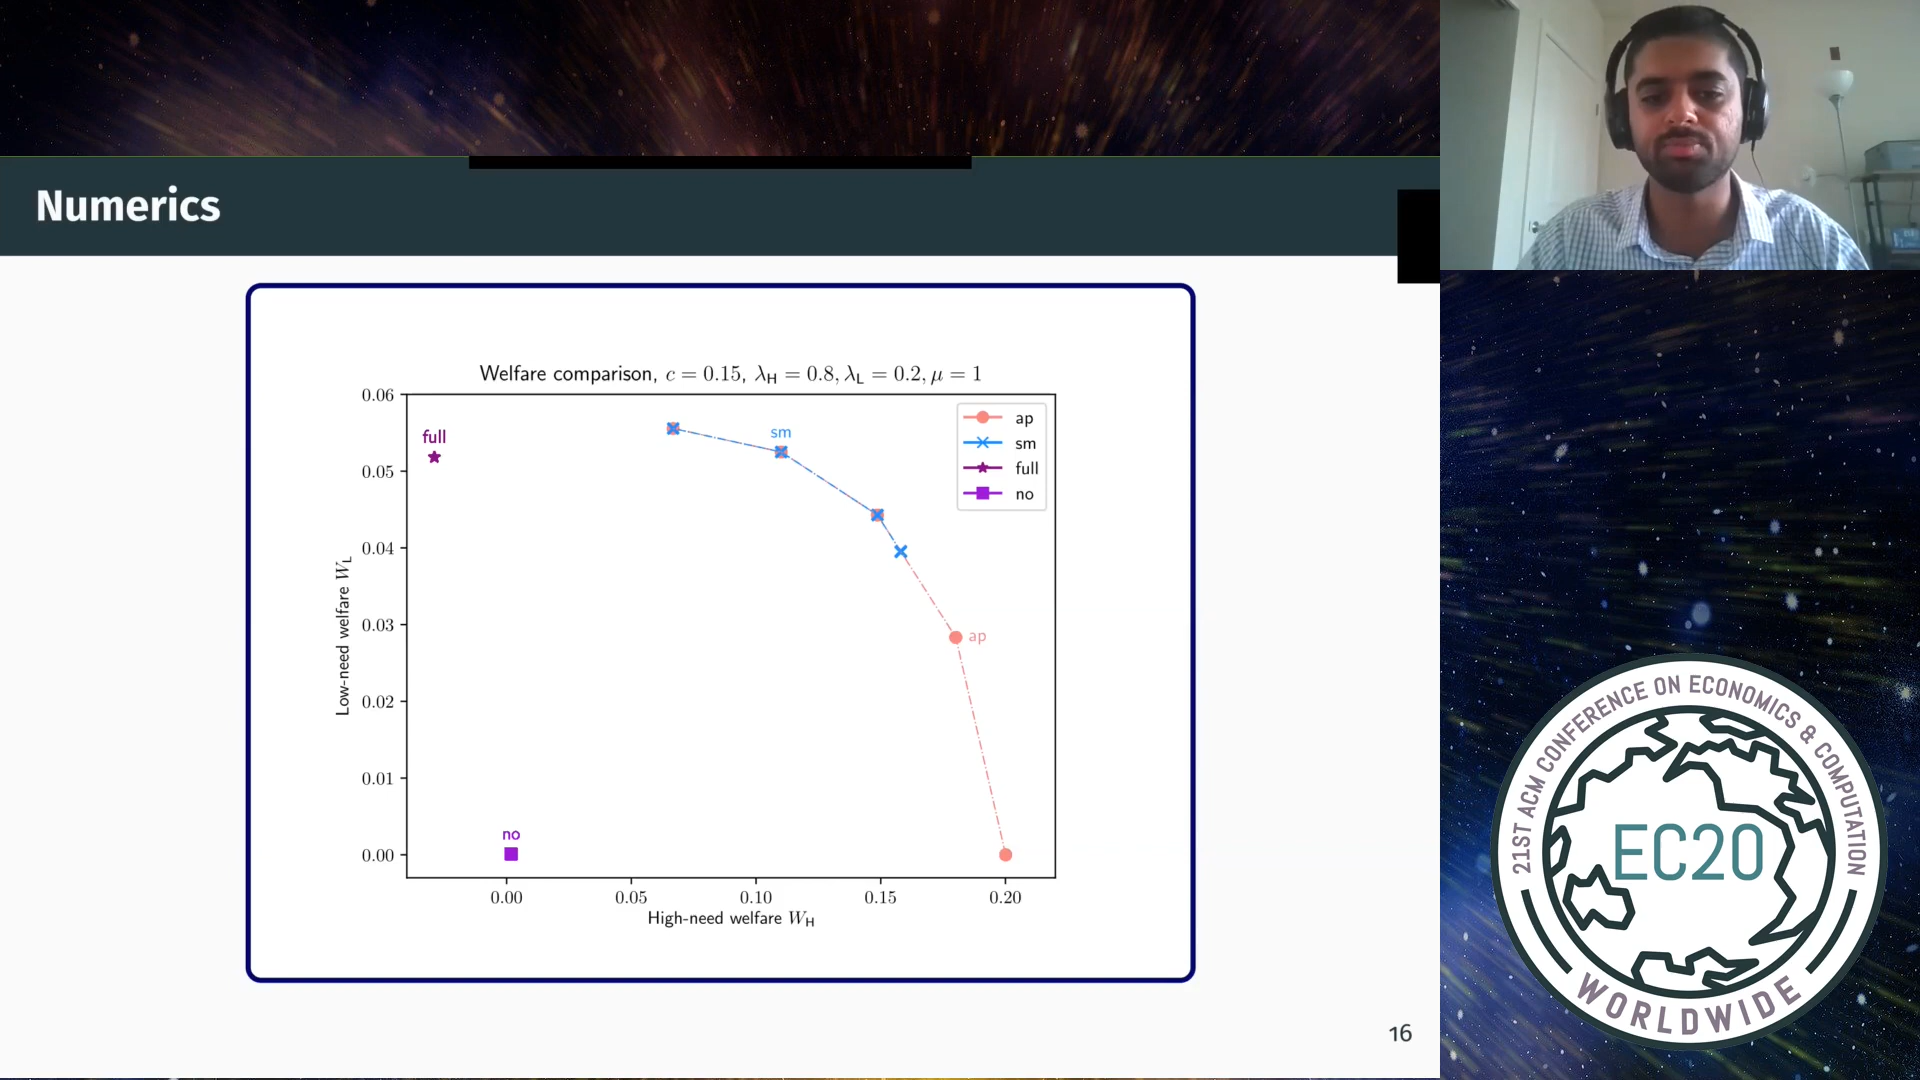 Numerics
Welfare comparison, c = 0.15, λH = 0.8, λL = 0.2, μ = 1
0.06
0.05
0.04
0.03
0.02
0.01
0.00
Low-need welfare WL
full
sm
ap
no
ap
sm
full
no
0.00 0.05 0.10 0.15 0.20
High-need welfare WH
16
21ST ACM CONFERENCE ON ECONOMICS & COMPUTATION
EC20
WORLDWIDE